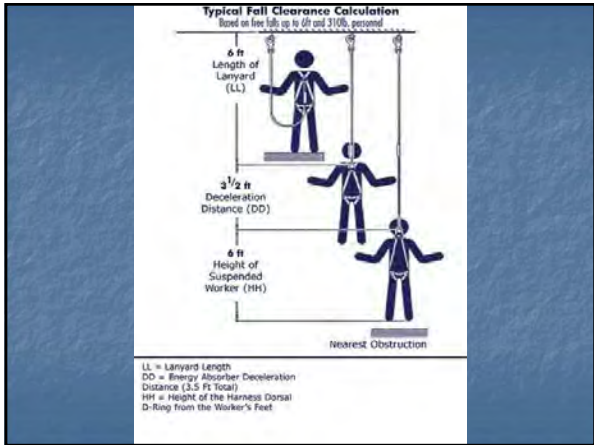 Typical Fall Clearance Calculation
Based on free falls up to 6ft and 310lb. personnel
6 ft
Length of
Lanyard
(LL)
3 1/2 ft
Deceleration
Distance (DD)
6 ft
Height of
Suspended
Worker (HH)
Nearest Obstruction
LL = Lanyard Length
DD = Energy Absorber Deceleration
Distance (3.5 Ft Total)
HH = Height of the Harness Dorsal
D-Ring from the Worker's Feet